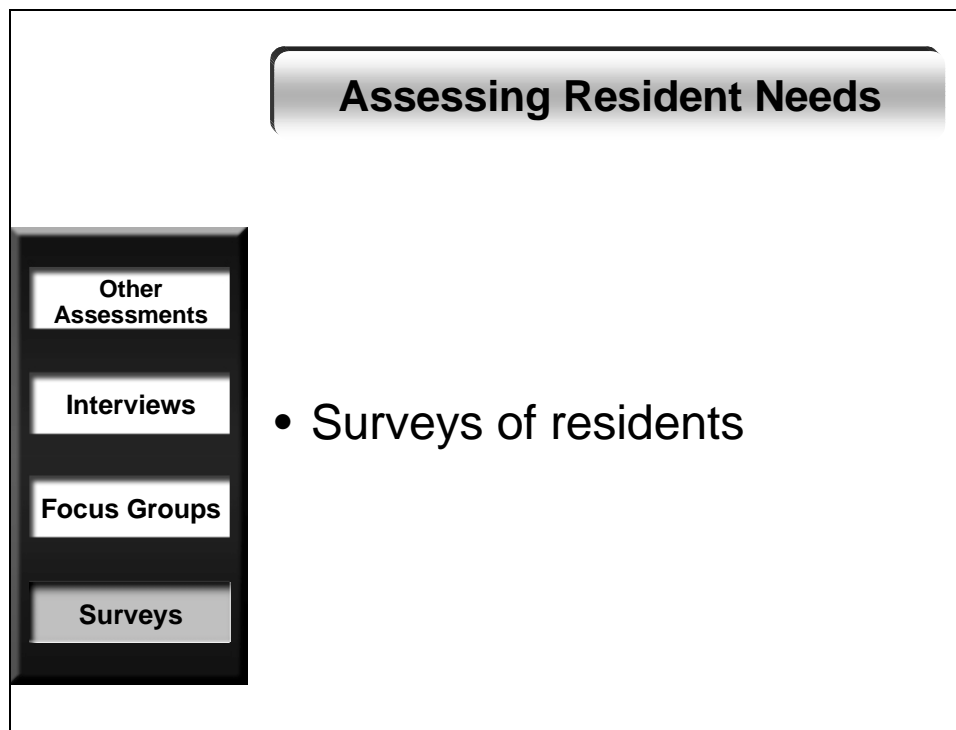 Assessing Resident Needs
Other
Assessments
Interviews
Focus Groups
Surveys
• Surveys of residents